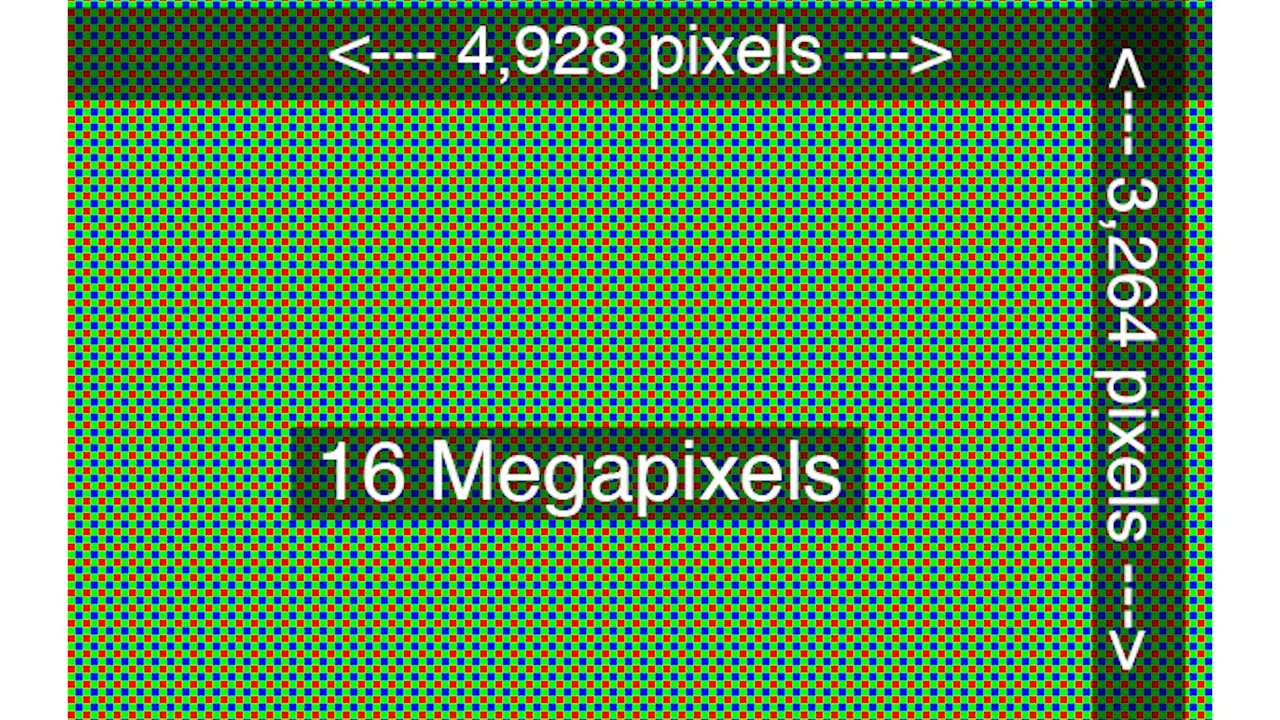 <--- 4,928 pixels --->
<--- 3,264 pixels --->
16 Megapixels